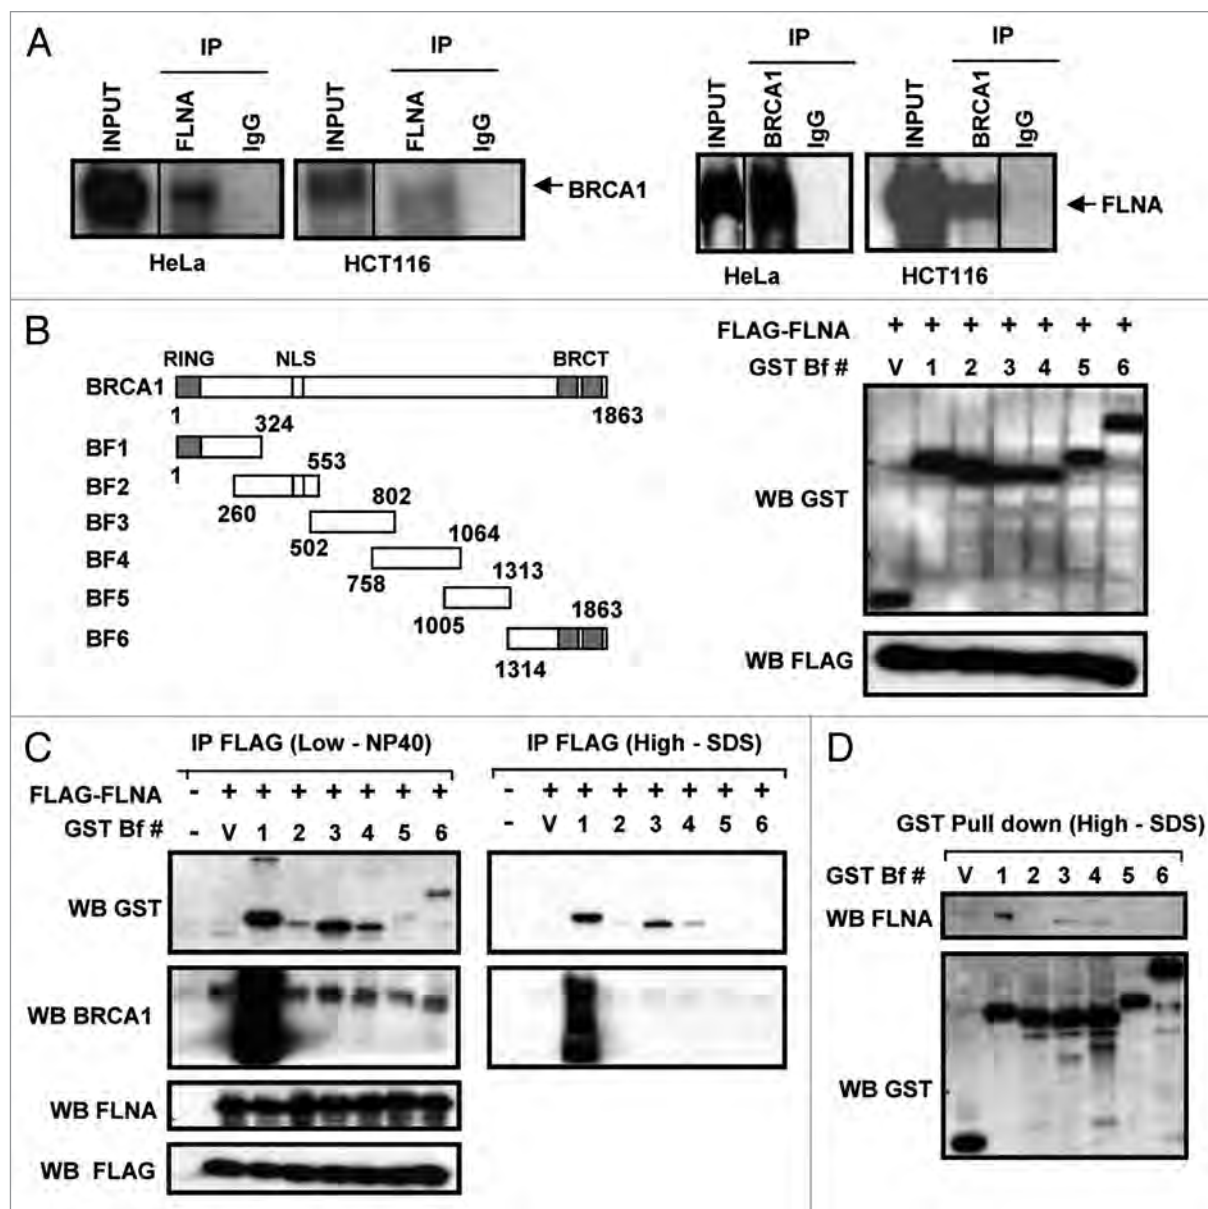 A
IP IP IP IP
INPUT FLNA IgG INPUT FLNA IgG INPUT BRCA1 IgG INPUT BRCA1 IgG
BRCA1
FLNA
HeLa HCT116 HeLa HCT116
B
RING NLS BRCT
BRCA1
1 1863
324
BF1
1
553
BF2
260
802
BF3
502
1064
BF4
758
1313
BF5
1005
1863
BF6
1314
FLAG-FLNA + + + + + + +
GST Bf # V 1 2 3 4 5 6
WB GST
WB FLAG
C
IP FLAG (Low - NP40) IP FLAG (High - SDS)
FLAG-FLNA - + + + + + + + - + + + + + + +
GST Bf # - V 1 2 3 4 5 6 - V 1 2 3 4 5 6
WB GST
WB BRCA1
WB FLNA
WB FLAG
D
GST Pull down (High - SDS)
GST Bf # V 1 2 3 4 5 6
WB FLNA
WB GST